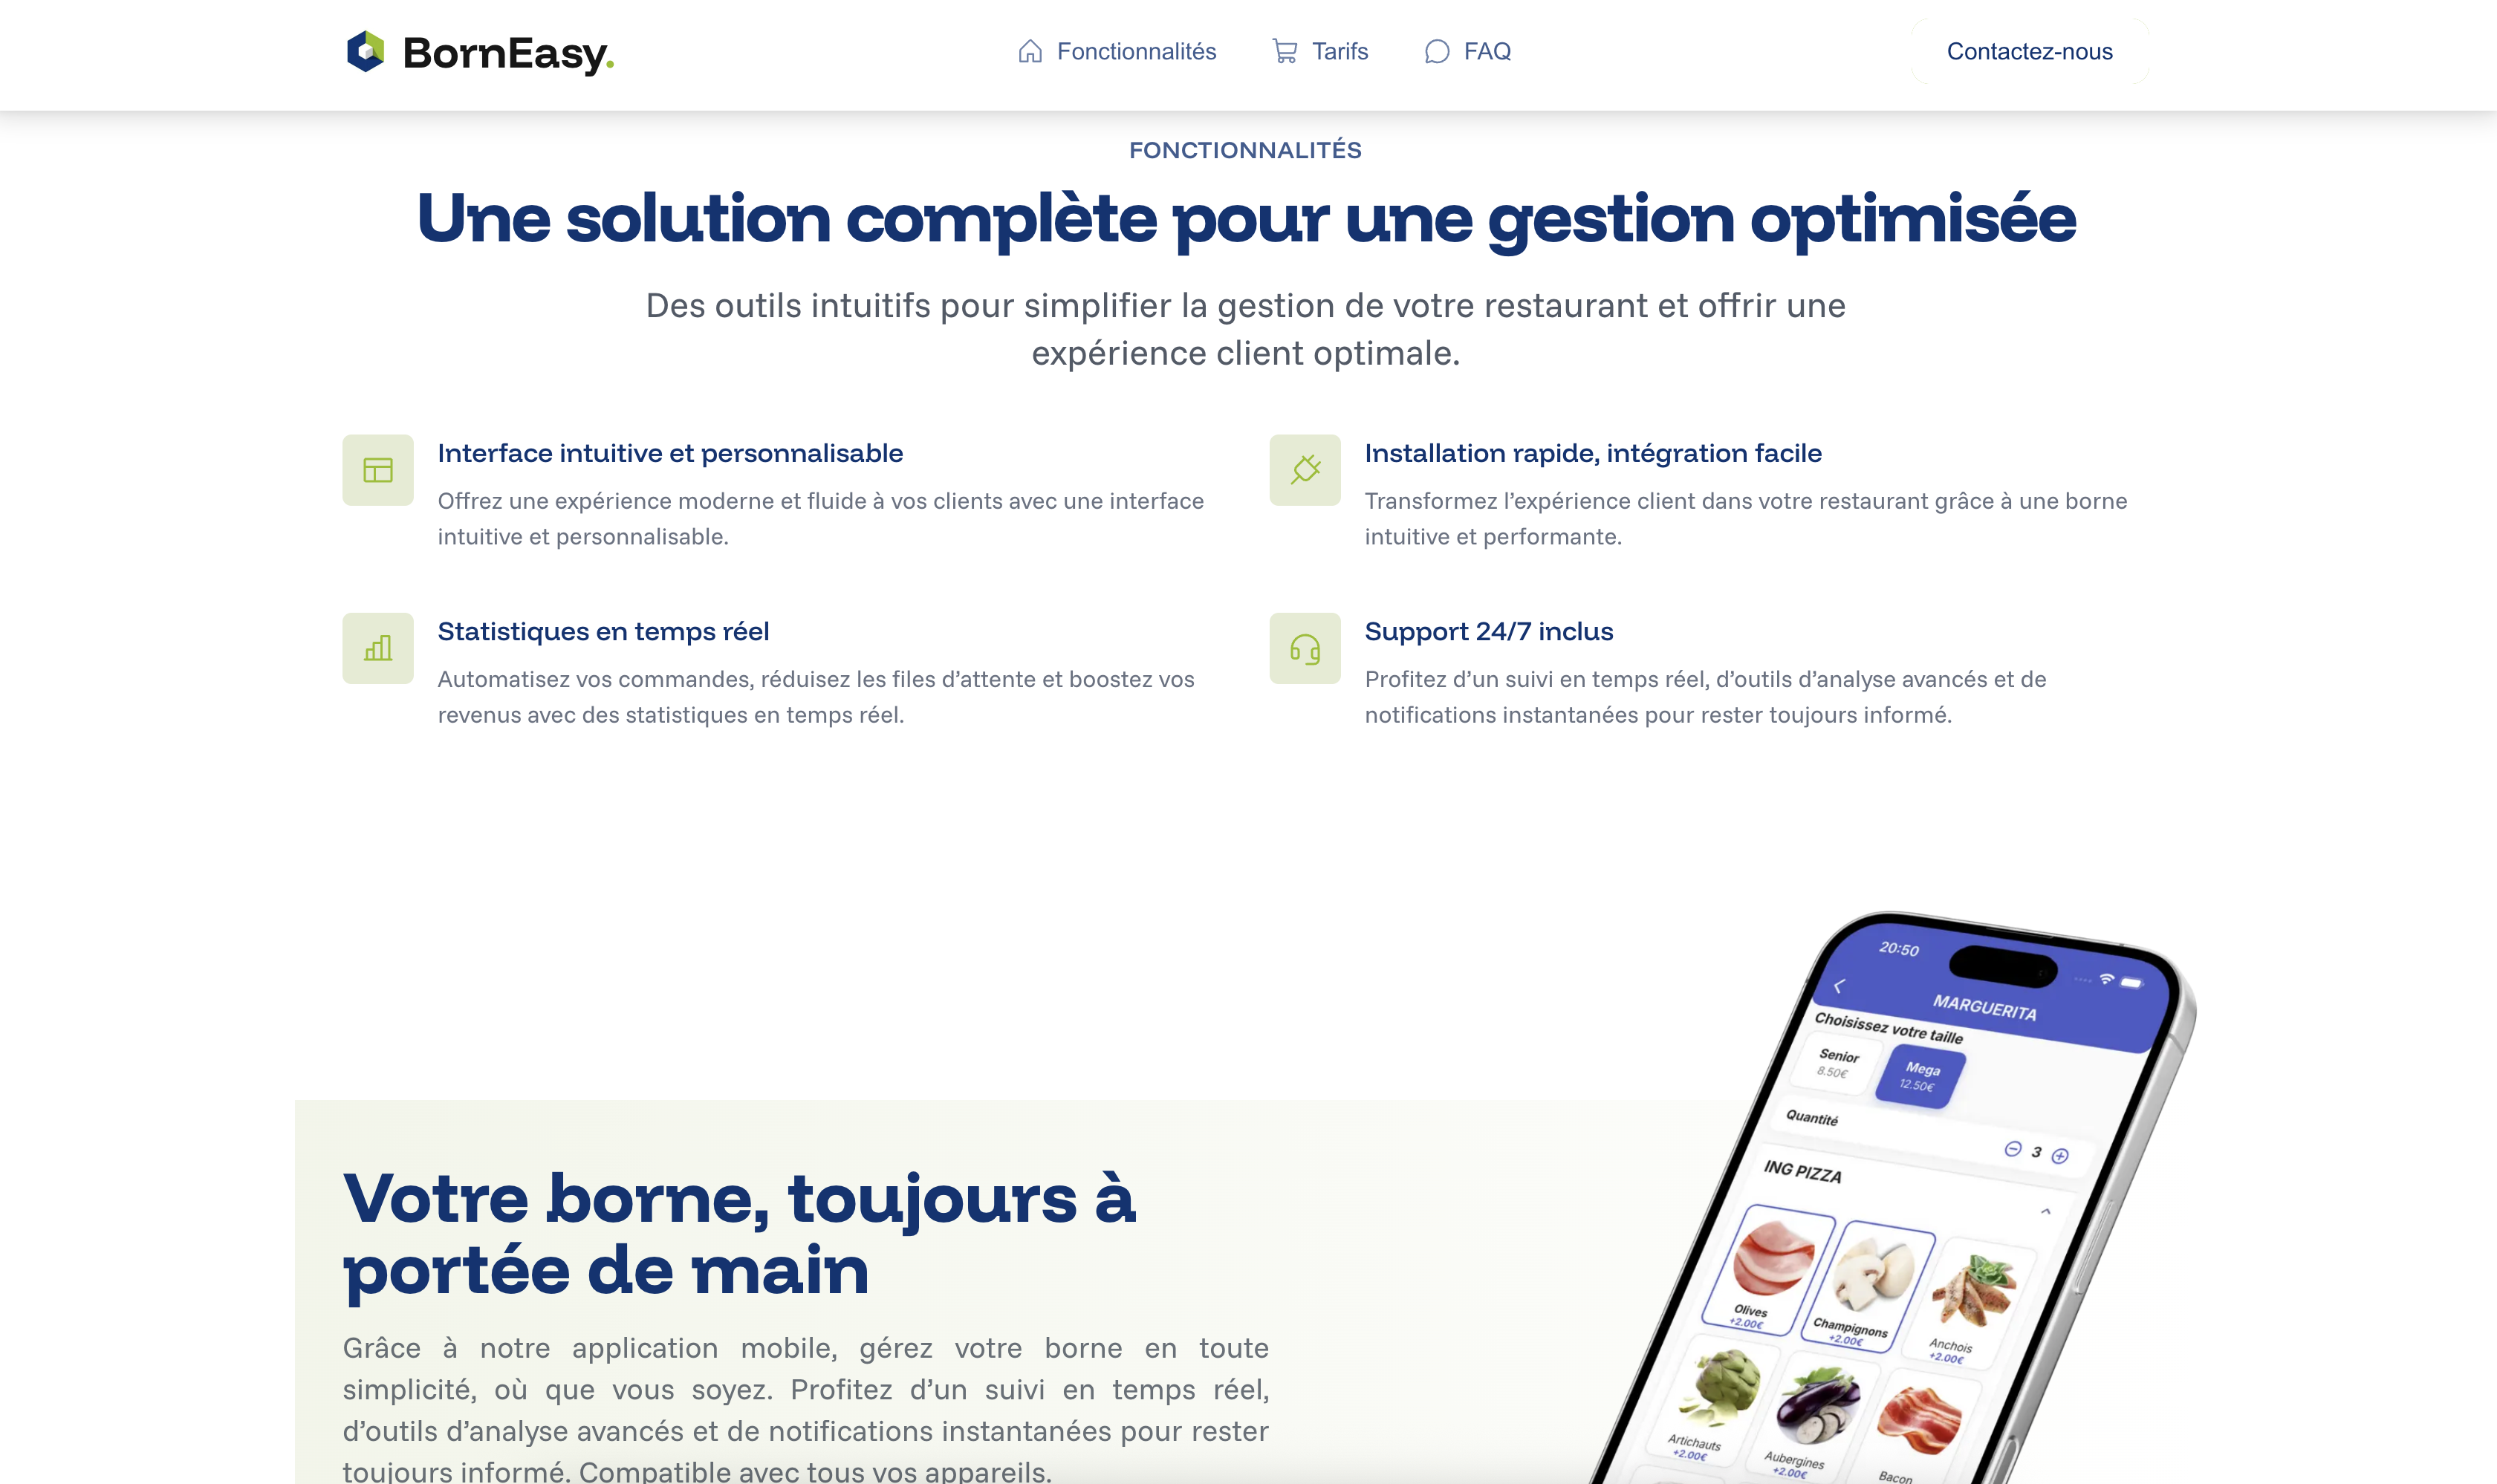 BornEasy.
Fonctionnalités
Tarifs
FAQ
Contactez-nous
FONCTIONNALITÉS
Une solution complète pour une gestion optimisée
Des outils intuitifs pour simplifier la gestion de votre restaurant et offrir une
expérience client optimale.
Interface intuitive et personnalisable
Offrez une expérience moderne et fluide à vos clients avec une interface
intuitive et personnalisable.
Installation rapide, intégration facile
Transformez l’expérience client dans votre restaurant grâce à une borne
intuitive et performante.
Statistiques en temps réel
Automatisez vos commandes, réduisez les files d’attente et boostez vos
revenus avec des statistiques en temps réel.
Support 24/7 inclus
Profitez d’un suivi en temps réel, d’outils d’analyse avancés et de
notifications instantanées pour rester toujours informé.
Votre borne, toujours à
portée de main
Grâce à notre application mobile, gérez votre borne en toute
simplicité, où que vous soyez. Profitez d’un suivi en temps réel,
d’outils d’analyse avancés et de notifications instantanées pour rester
toujours informé. Compatible avec tous vos appareils.
20:50
MARGUERITA
Choisissez votre taille
Senior
8.50€
Mega
12.50€
Quantité
3
ING PIZZA
Olives
+2.00€
Champignons
+2.00€
Anchois
+2.00€
Artichauts
+2.00€
Aubergines
+2.00€
Bacon